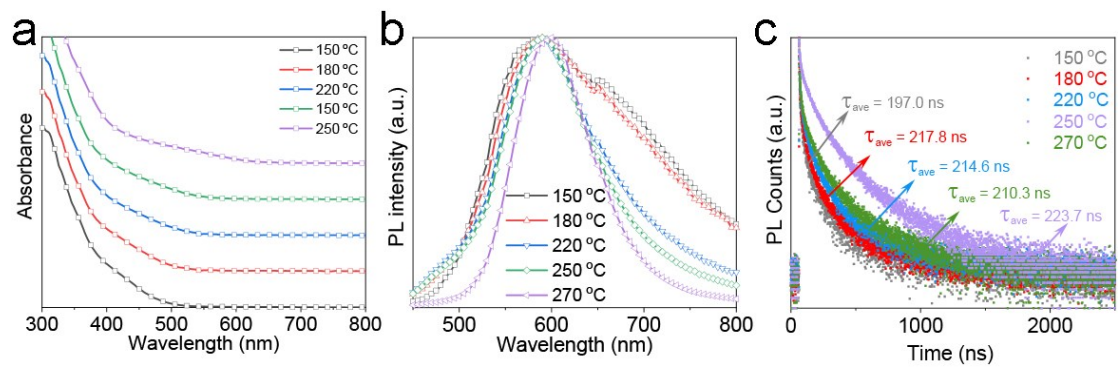 a
Absorbance
150 °C
180 °C
220 °C
150 °C
250 °C
300 400 500 600 700 800
Wavelength (nm)
b
PL intensity (a.u.)
150 °C
180 °C
220 °C
250 °C
270 °C
500 600 700 800
Wavelength (nm)
c
PL Counts (a.u.)
150 °C
180 °C
220 °C
250 °C
270 °C
τave = 197.0 ns
τave = 217.8 ns
τave = 214.6 ns
τave = 210.3 ns
τave = 223.7 ns
0 1000 2000
Time (ns)